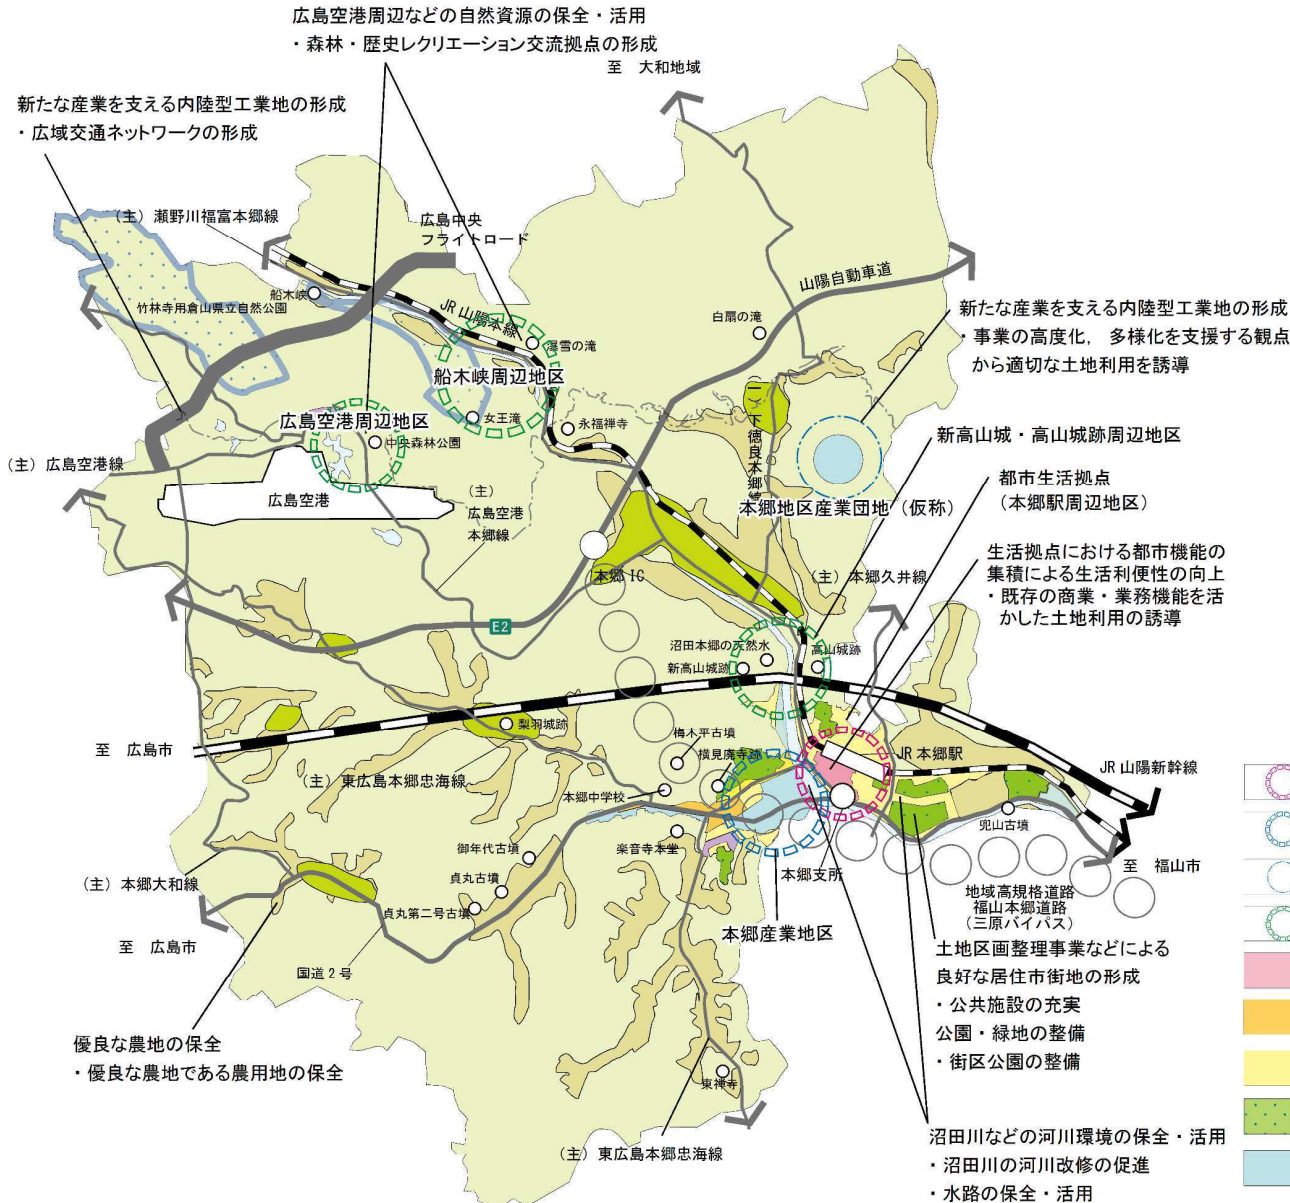 広島空港周辺などの自然資源の保全・活用
・森林・歴史レクリエーション交流拠点の形成
至　大和地域
新たな産業を支える内陸型工業地の形成
・広域交通ネットワークの形成
（主）瀬野川福富本郷線
広島中央
フライトロード
船木峡
竹林寺用倉山県立自然公園
JR山陽本線
山陽自動車道
白扇の滝
瀑雪の滝
新たな産業を支える内陸型工業地の形成
・事業の高度化，多様化を支援する観点
から適切な土地利用を誘導
船木峡周辺地区
広島空港周辺地区
女王滝
永福禅寺
中央森林公園
（一）下徳良本郷線
新高山城・高山城跡周辺地区
（主）広島空港線
広島空港
（主）
広島空港
本郷線
都市生活拠点
（本郷駅周辺地区）
本郷地区産業団地（仮称）
生活拠点における都市機能の
集積による生活利便性の向上
・既存の商業・業務機能を活
かした土地利用の誘導
本郷IC
（主）本郷久井線
E2
沼田本郷の天然水
新高山城跡
高山城跡
梨羽城跡
至　広島市
梅木平古墳
横見廃寺跡
JR本郷駅
JR山陽新幹線
（主）東広島本郷忠海線
本郷中学校
兜山古墳
御年代古墳
楽音寺本堂
本郷支所
至　福山市
貞丸古墳
（主）本郷大和線
貞丸第二号古墳
地域高規格道路
福山本郷道路
（三原バイパス）
本郷産業地区
至　広島市
国道2号
土地区画整理事業などによる
良好な居住市街地の形成
・公共施設の充実
公園・緑地の整備
・街区公園の整備
優良な農地の保全
・優良な農地である農用地の保全
東禅寺
（主）東広島本郷忠海線
沼田川などの河川環境の保全・活用
・沼田川の河川改修の促進
・水路の保全・活用